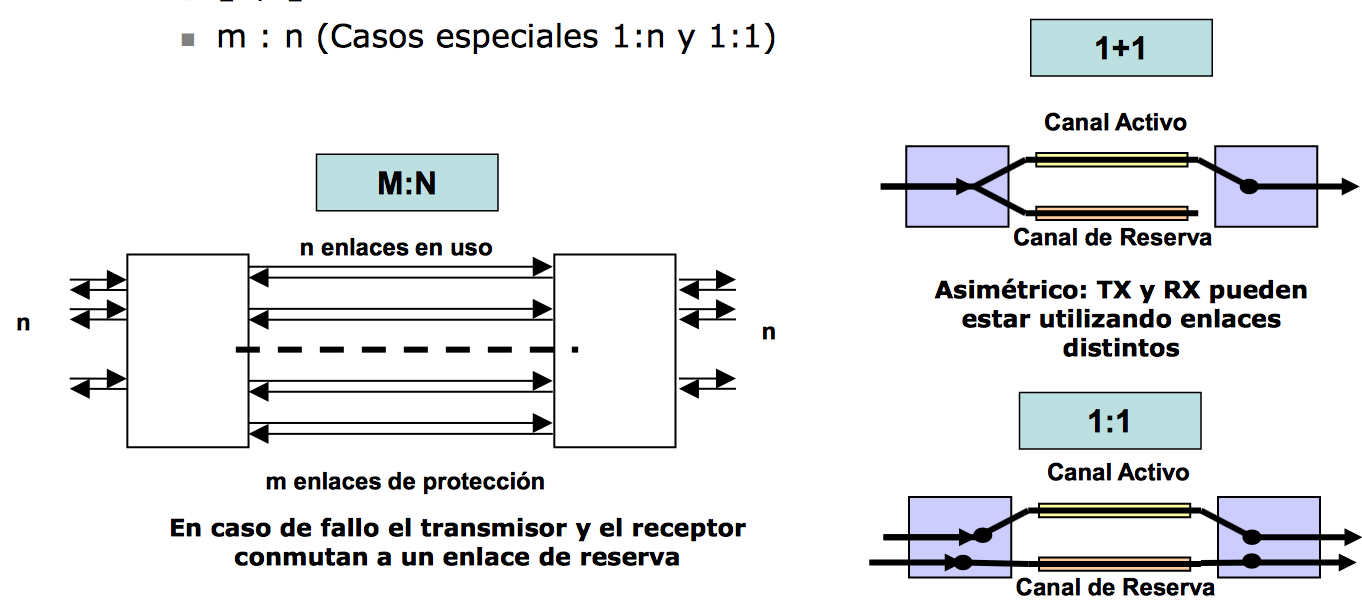 m : n (Casos especiales 1:n y 1:1)
M:N
n enlaces en uso
n
n
m enlaces de protección
En caso de fallo el transmisor y el receptor
conmutan a un enlace de reserva
1+1
Canal Activo
Canal de Reserva
Asimétrico: TX y RX pueden
estar utilizando enlaces
distintos
1:1
Canal Activo
Canal de Reserva